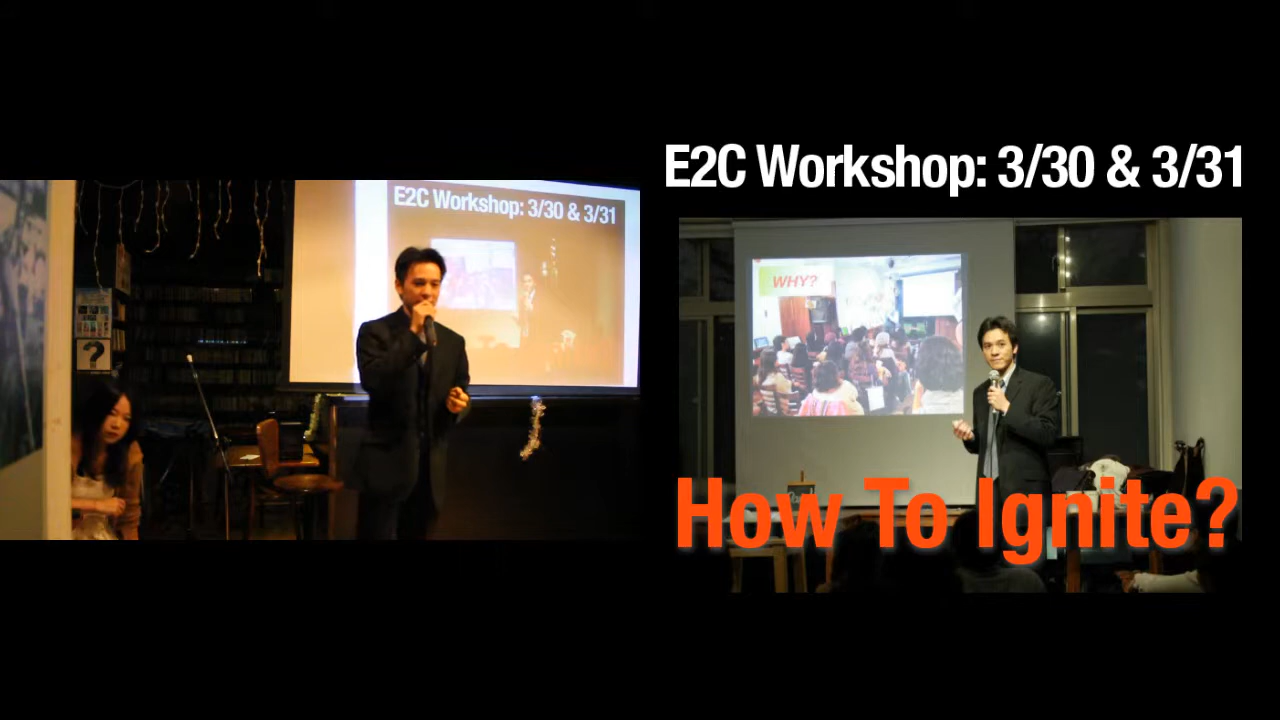 E2C Workshop: 3/30 & 3/31
?
E2C Workshop: 3/30 & 3/31
WHY?
How To Ignite?